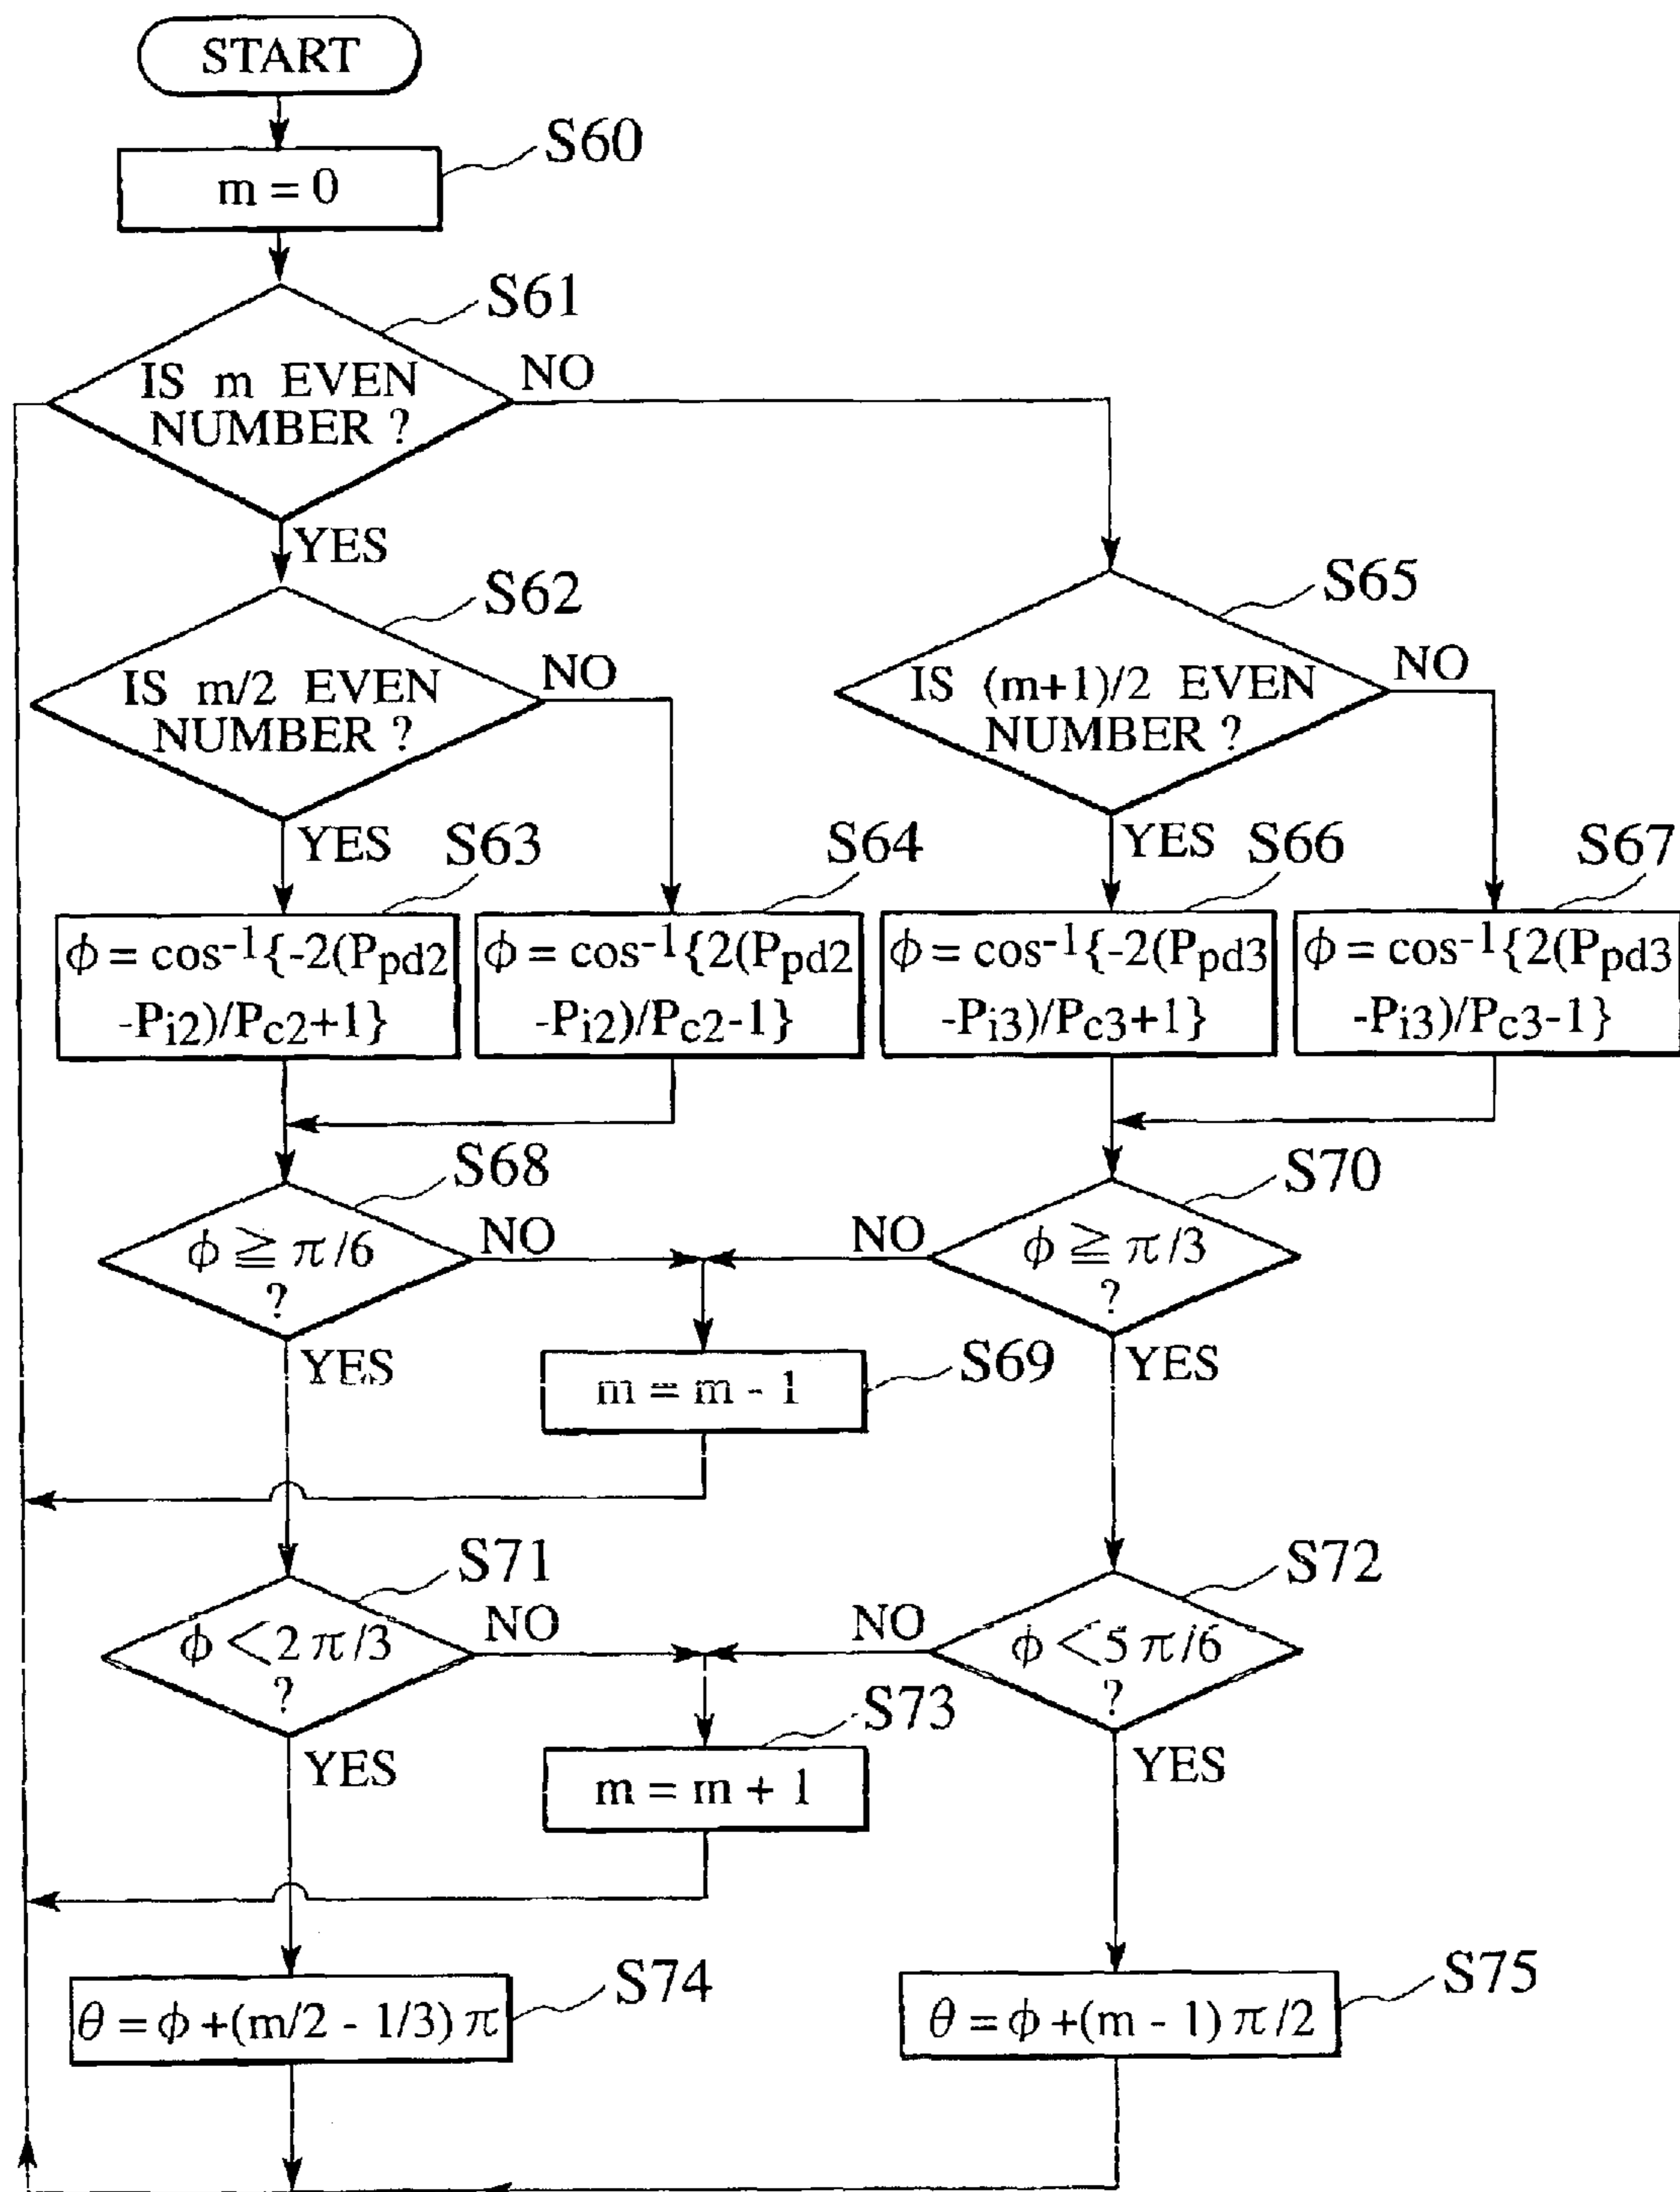 START
S60
m = 0
S61
IS m EVEN
NUMBER ?
NO
YES
S62
IS m/2 EVEN
NUMBER ?
NO
YES
S65
IS (m+1)/2 EVEN
NUMBER ?
NO
YES
S63
ϕ = cos-1{-2(Ppd2
-Pi2)/Pc2+1}
S64
ϕ = cos-1{2(Ppd2
-Pi2)/Pc2-1}
S66
ϕ = cos-1{-2(Ppd3
-Pi3)/Pc3+1}
S67
ϕ = cos-1{2(Ppd3
-Pi3)/Pc3-1}
S68
ϕ ≧ π/6
?
NO
YES
S70
ϕ ≧ π/3
?
NO
YES
S69
m = m - 1
S71
ϕ < 2π/3
?
NO
YES
S72
ϕ < 5π/6
?
NO
YES
S73
m = m + 1
S74
θ = ϕ +(m/2 - 1/3) π
S75
θ = ϕ +(m - 1) π/2